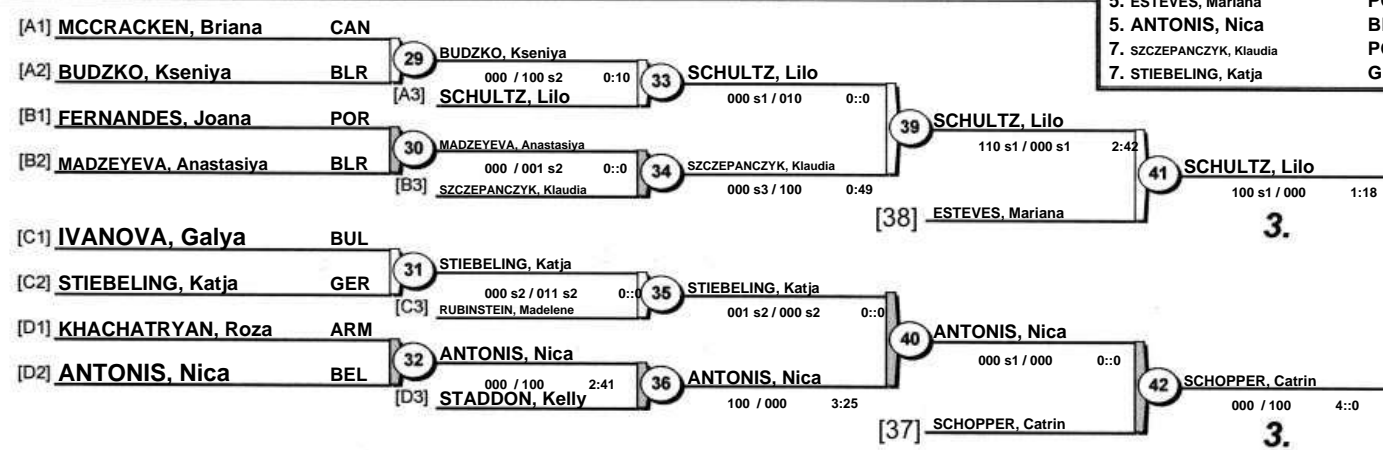 5. ESTEVES, Mariana
5. ANTONIS, Nica
7. SZCZEPANCZYK, Klaudia
7. STIEBELING, Katja
[A1] MCCRACKEN, Briana CAN
29 BUDZKO, Kseniya
[A2] BUDZKO, Kseniya BLR
000 / 100 s2 0:10
33 SCHULTZ, Lilo
[A3] SCHULTZ, Lilo
000 s1 / 010 0::0
[B1] FERNANDES, Joana POR
39 SCHULTZ, Lilo
30 MADZEYEVA, Anastasiya
110 s1 / 000 s1 2:42
[B2] MADZEYEVA, Anastasiya BLR
000 / 001 s2 0::0
34 SZCZEPANCZYK, Klaudia
41 SCHULTZ, Lilo
[B3] SZCZEPANCZYK, Klaudia
000 s3 / 100 0:49
100 s1 / 000 1:18
[38] ESTEVES, Mariana
3.
[C1] IVANOVA, Galya BUL
31 STIEBELING, Katja
[C2] STIEBELING, Katja GER
000 s2 / 011 s2 0::0
35 STIEBELING, Katja
[C3] RUBINSTEIN, Madelene
001 s2 / 000 s2 0::0
[D1] KHACHATRYAN, Roza ARM
40 ANTONIS, Nica
32 ANTONIS, Nica
000 s1 / 000 0::0
[D2] ANTONIS, Nica BEL
000 / 100 2:41
36 ANTONIS, Nica
42 SCHOPPER, Catrin
[D3] STADDON, Kelly
100 / 000 3:25
000 / 100 4::0
[37] SCHOPPER, Catrin
3.